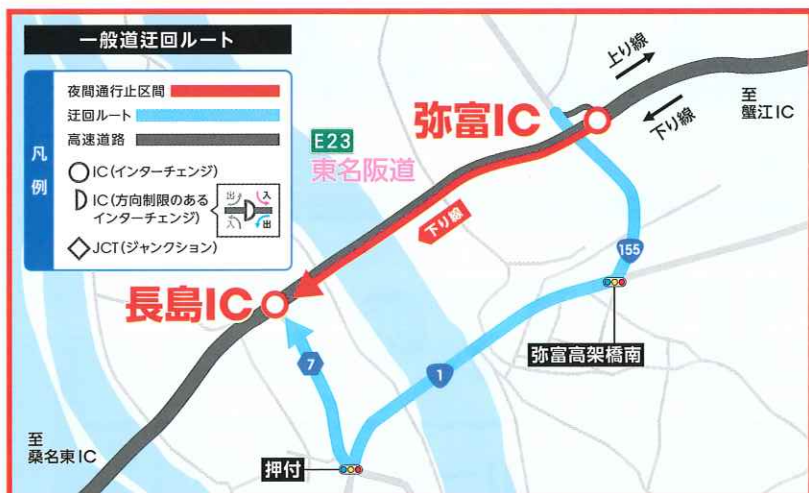 一般道迂回ルート
凡例
夜間通行止区間
迂回ルート
高速道路
IC(インターチェンジ)
IC(方向制限のある
インターチェンジ)
出 入
入 出
JCT(ジャンクション)
E23
東名阪道
弥富IC
上り線
下り線
至
蟹江IC
下り線
長島IC
155
弥富高架橋南
7
1
押付
至
桑名東IC